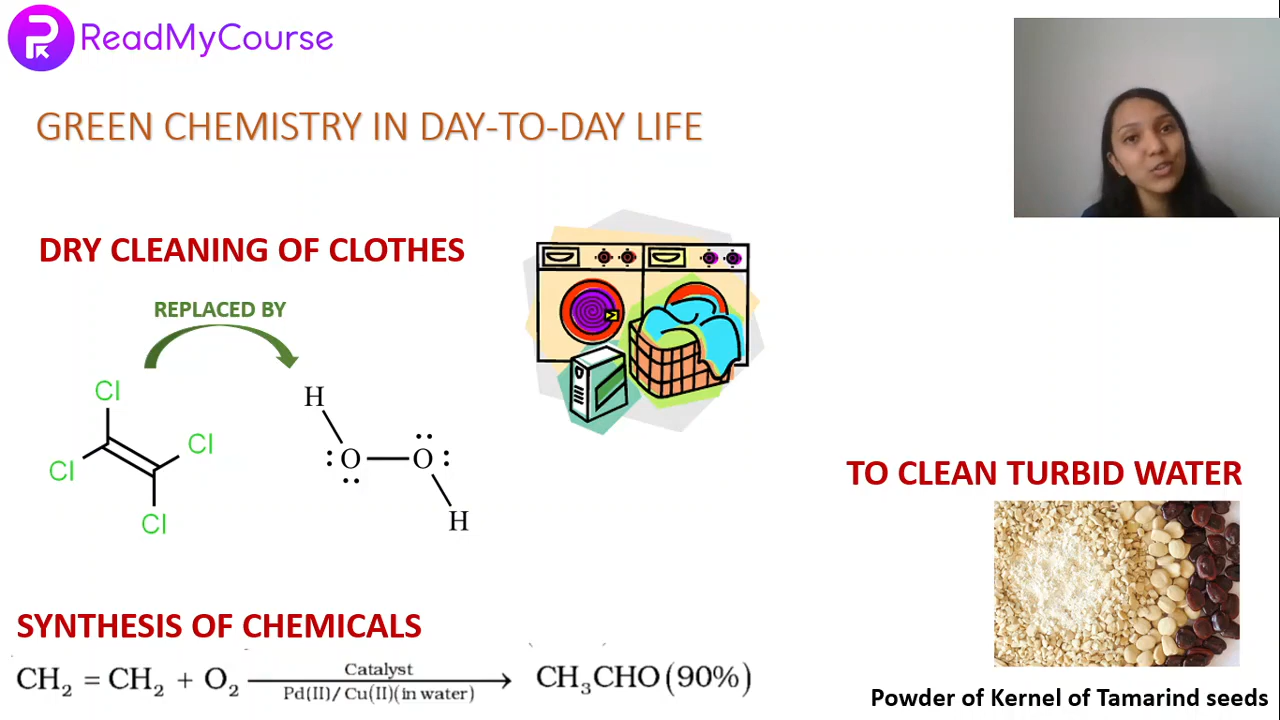 ReadMyCourse
GREEN CHEMISTRY IN DAY-TO-DAY LIFE
DRY CLEANING OF CLOTHES
REPLACED BY
Cl
Cl
Cl
Cl
H
O
O
H
TO CLEAN TURBID WATER
Powder of Kernel of Tamarind seeds
SYNTHESIS OF CHEMICALS
CH₂ = CH₂ + O₂ Catalyst Pd(II)/ Cu(II)(in water) → CH₃CHO (90%)